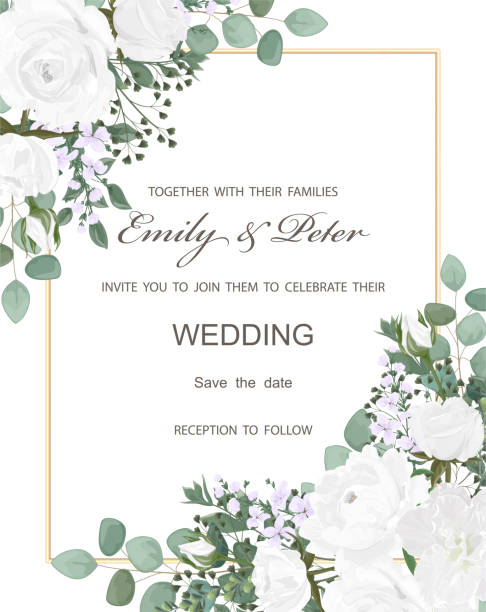 TOGETHER WITH THEIR FAMILIES
Emily & Peter
INVITE YOU TO JOIN THEM TO CELEBRATE THEIR
WEDDING
Save the date
RECEPTION TO FOLLOW